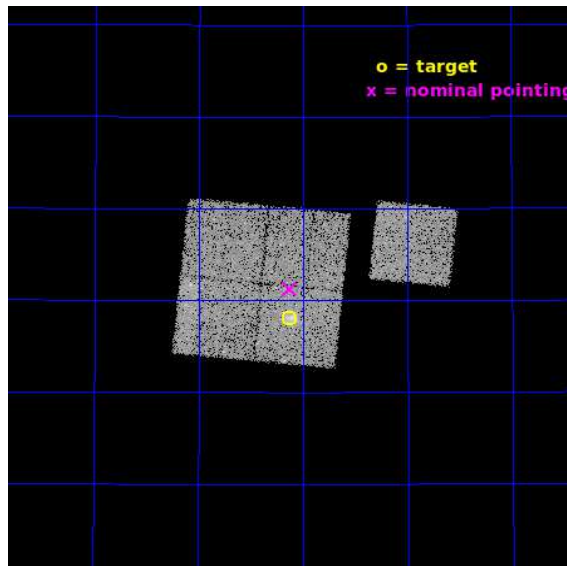 o = target
x = nominal pointing